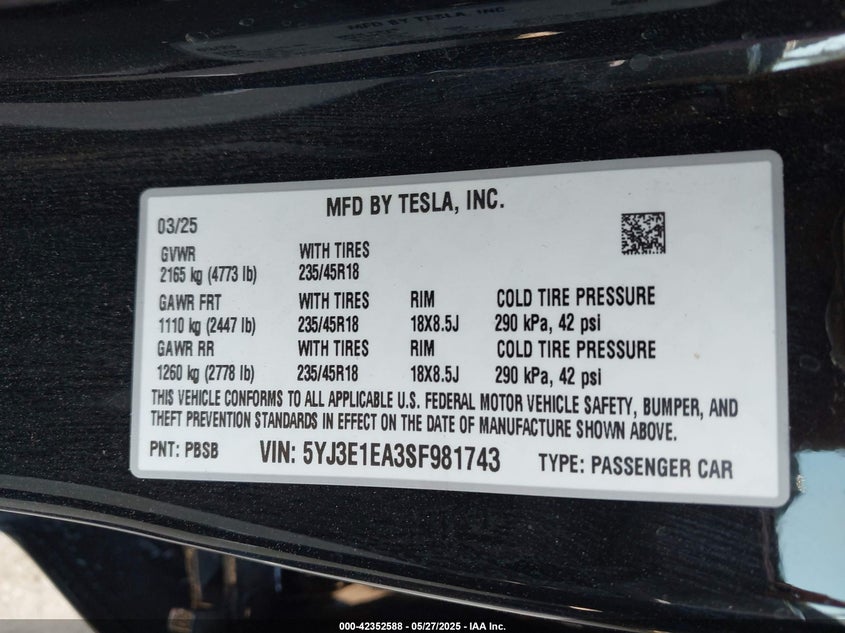 MFD BY TESLA, INC
MFD BY TESLA, INC.
03/25
GVWR WITH TIRES
2165 kg (4773 lb) 235/45R18
GAWR FRT WITH TIRES RIM COLD TIRE PRESSURE
1110 kg (2447 lb) 235/45R18 18X8.5J 290 kPa, 42 psi
GAWR RR WITH TIRES RIM COLD TIRE PRESSURE
1260 kg (2778 lb) 235/45R18 18X8.5J 290 kPa, 42 psi
THIS VEHICLE CONFORMS TO ALL APPLICABLE U.S. FEDERAL MOTOR VEHICLE SAFETY, BUMPER, AND
THEFT PREVENTION STANDARDS IN EFFECT ON THE DATE OF MANUFACTURE SHOWN ABOVE.
PNT: PBSB VIN: 5YJ3E1EA3SF981743 TYPE: PASSENGER CAR
000-42352588 - 05/27/2025 - IAA Inc.